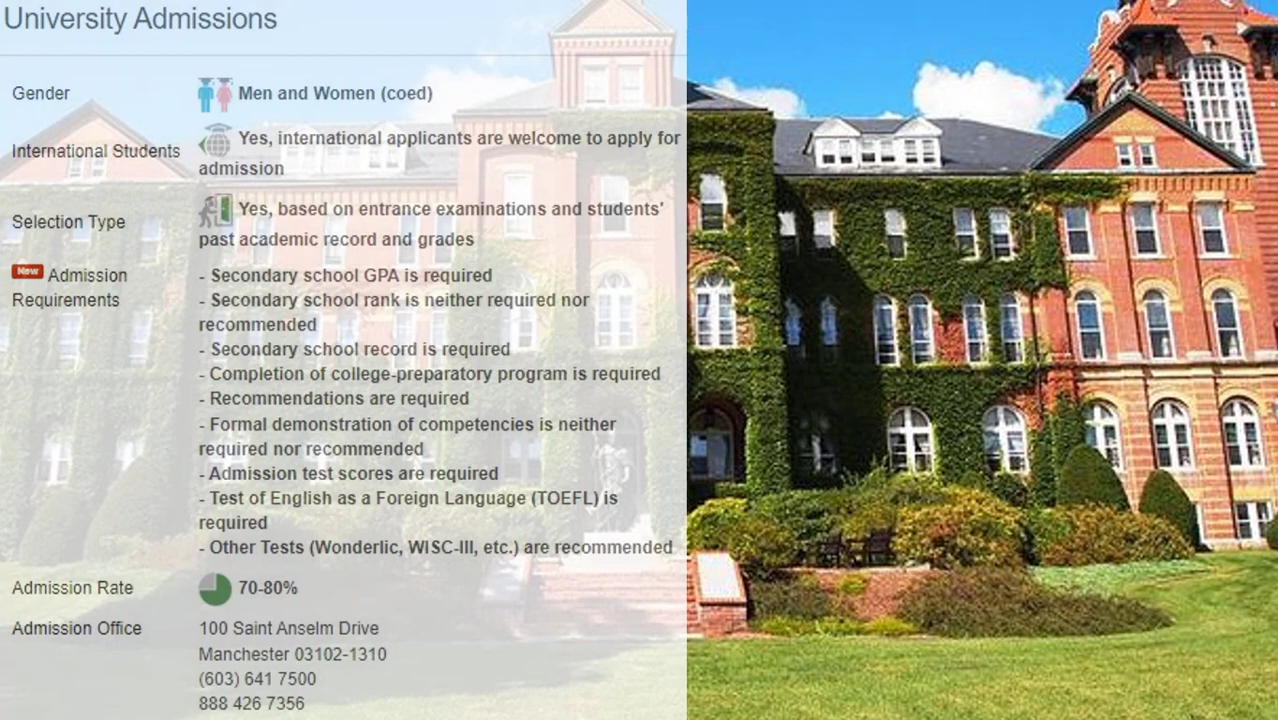 University Admissions
Gender
Men and Women (coed)
International Students
Yes, international applicants are welcome to apply for
admission
Selection Type
Yes, based on entrance examinations and students'
past academic record and grades
New Admission
Requirements
- Secondary school GPA is required
- Secondary school rank is neither required nor
recommended
- Secondary school record is required
- Completion of college-preparatory program is required
- Recommendations are required
- Formal demonstration of competencies is neither
required nor recommended
- Admission test scores are required
- Test of English as a Foreign Language (TOEFL) is
required
- Other Tests (Wonderlic, WISC-III, etc.) are recommended
Admission Rate
70-80%
Admission Office
100 Saint Anselm Drive
Manchester 03102-1310
(603) 641 7500
888 426 7356